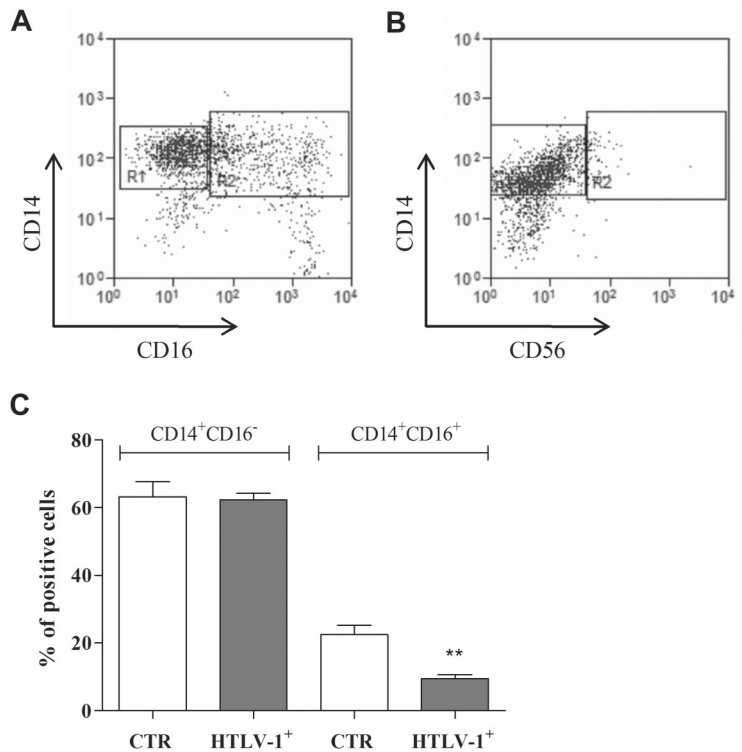 A
B
10⁴
10³
10²
10¹
10⁰
R1
R2
10⁰
10¹
10²
10³
10⁴
CD14
CD16
10⁴
10³
10²
10¹
10⁰
R2
10⁰
10¹
10²
10³
10⁴
CD14
CD56
C
CD14⁺CD16⁻
CD14⁺CD16⁺
80
60
40
20
0
% of positive cells
**
CTR
HTLV-1⁺
CTR
HTLV-1⁺